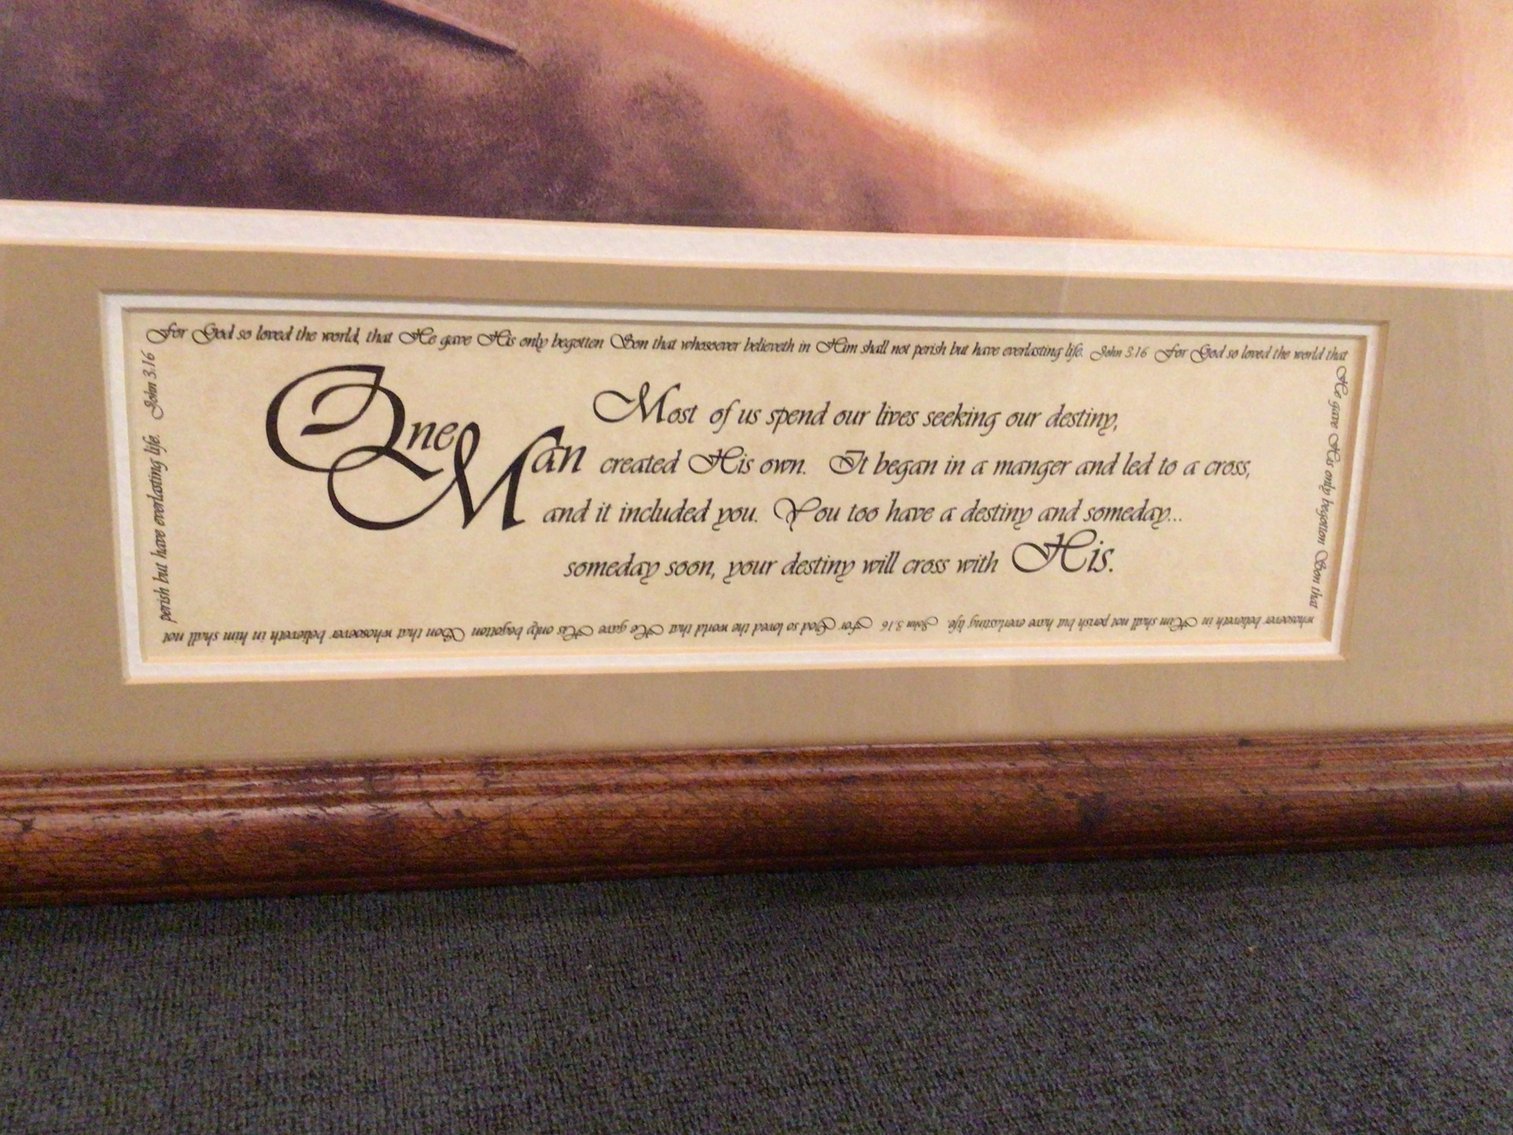 For God so loved the world, that He gave His only begotten Son that whosoever believeth in Him shall not perish but have everlasting life. John 3.16 For God so loved the world that
He gave His only begotton Son that
whosoever believeth in Him shall not perish but have everlasting life. John 3.16 For God so loved the world that He gave His only begotton Son that whosoever believeth in him shall not
perish but have everlasting life. John 3.16
Most of us spend our lives seeking our destiny,
One Man created His own. It began in a manger and led to a cross,
and it included you. You too have a destiny and someday...
someday soon, your destiny will cross with His.